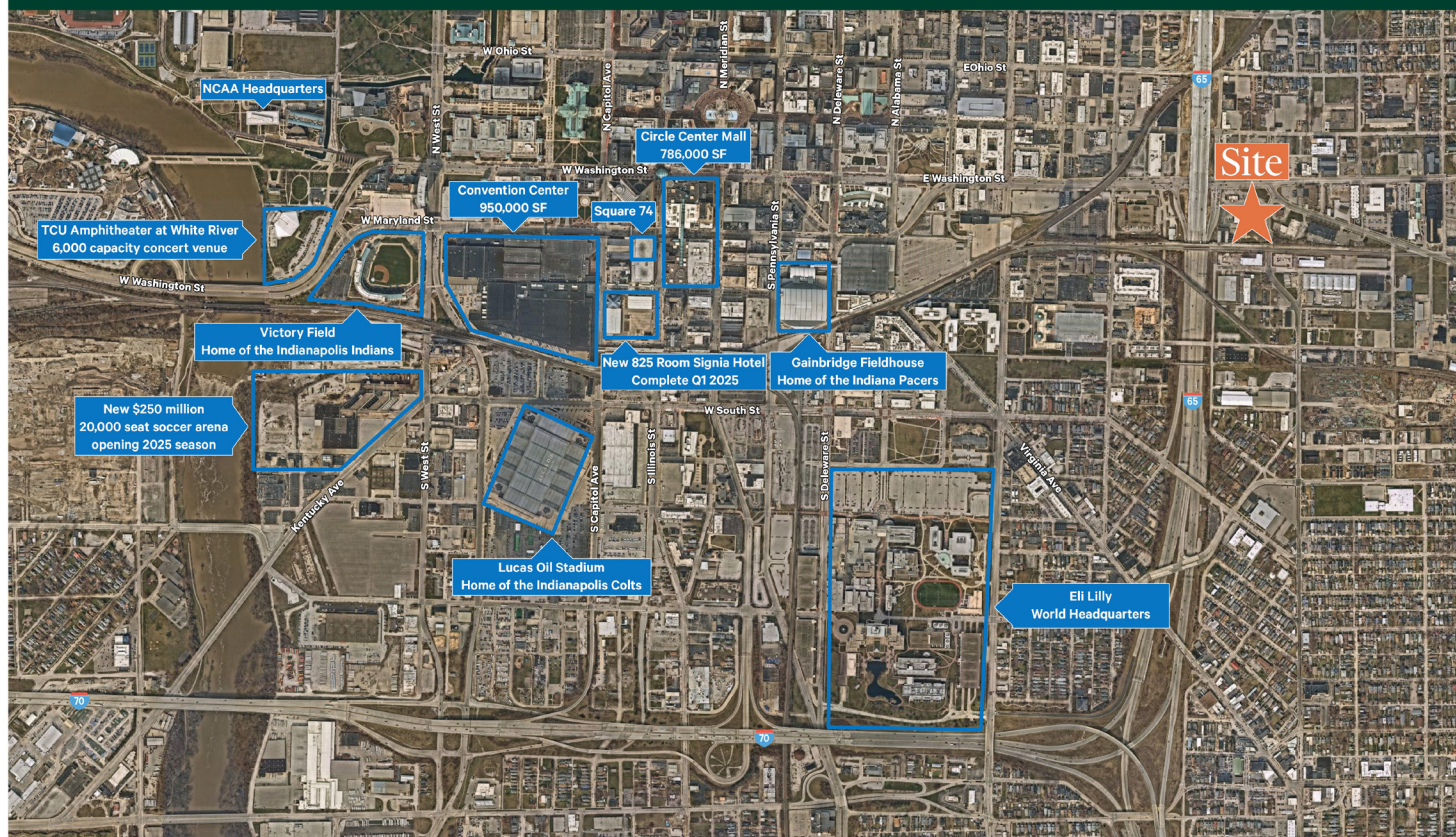 W Ohio St
N West St
N Capitol Ave
N Meridian St
N Deleware St
N Alabama St
EOhio St
65
NCAA Headquarters
Circle Center Mall
786,000 SF
Site
W Washington St
E Washington St
Convention Center
950,000 SF
Square 74
W Maryland St
TCU Amphitheater at White River
6,000 capacity concert venue
S Pennsylvania St
W Washington St
Victory Field
Home of the Indianapolis Indians
New 825 Room Signia Hotel
Complete Q1 2025
Gainbridge Fieldhouse
Home of the Indiana Pacers
New $250 million
20,000 seat soccer arena
opening 2025 season
W South St
65
S West St
S Capitol Ave
S Illinois St
S Deleware St
Virginia Ave
Kentucky Ave
Lucas Oil Stadium
Home of the Indianapolis Colts
Eli Lilly
World Headquarters
70
70